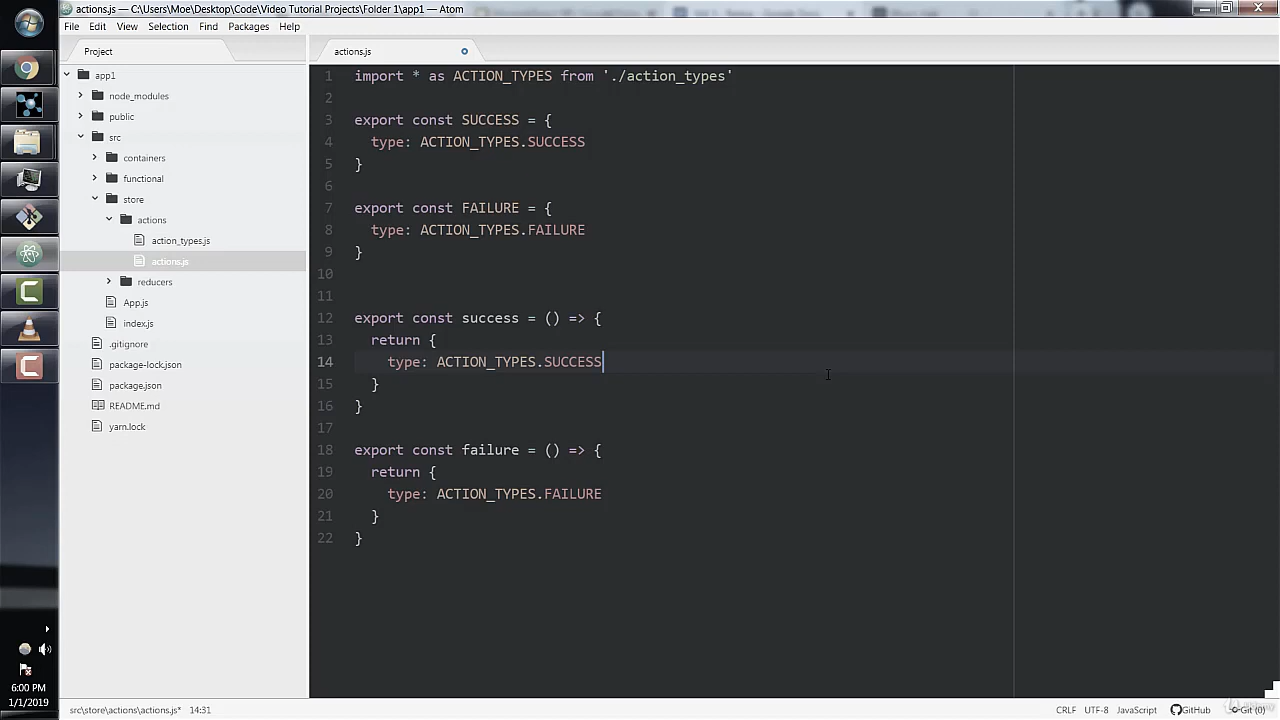 actions.js — C:\Users\Moe\Desktop\Code\Video Tutorial Projects\Folder 1\app1 — Atom
File Edit View Selection Find Packages Help
Project
actions.js
app1
node_modules
public
src
containers
functional
store
actions
action_types.js
actions.js
reducers
App.js
index.js
.gitignore
package-lock.json
package.json
README.md
yarn.lock
1 import * as ACTION_TYPES from './action_types'
2
3 export const SUCCESS = {
4 type: ACTION_TYPES.SUCCESS
5 }
6
7 export const FAILURE = {
8 type: ACTION_TYPES.FAILURE
9 }
10
11
12 export const success = () => {
13 return {
14 type: ACTION_TYPES.SUCCESS
15 }
16 }
17
18 export const failure = () => {
19 return {
20 type: ACTION_TYPES.FAILURE
21 }
22 }
6:00 PM
1/1/2019
src\store\actions\actions.js* 14:31
CRLF UTF-8 JavaScript GitHub Git (0)